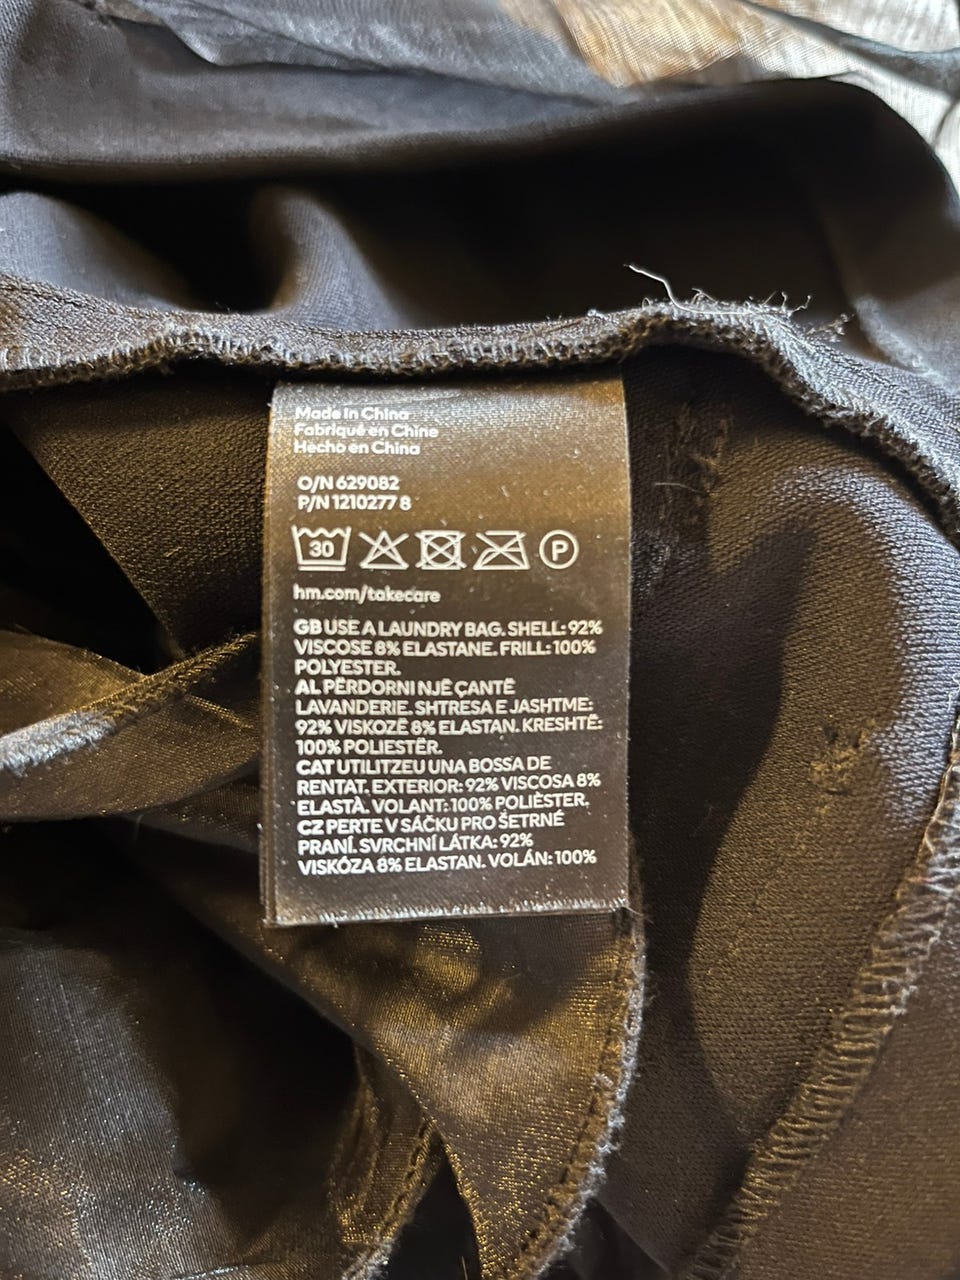 Made in China
Fabriqué en Chine
Hecho en China
O/N 629082
P/N 1210277 8
30 P
hm.com/takecare
GB USE A LAUNDRY BAG. SHELL: 92%
VISCOSE 8% ELASTANE. FRILL: 100%
POLYESTER.
AL PËRDORNI NJË ÇANTË
LAVANDERIE. SHTRESA E JASHTME:
92% VISKOZË 8% ELASTAN. KRESHTË:
100% POLIESTËR.
CAT UTILITZEU UNA BOSSA DE
RENTAT. EXTERIOR: 92% VISCOSA 8%
ELASTÀ. VOLANT: 100% POLIÈSTER.
CZ PERTE V SÁČKU PRO ŠETRNÉ
PRANÍ. SVRCHNÍ LÁTKA: 92%
VISKÓZA 8% ELASTAN. VOLÁN: 100%